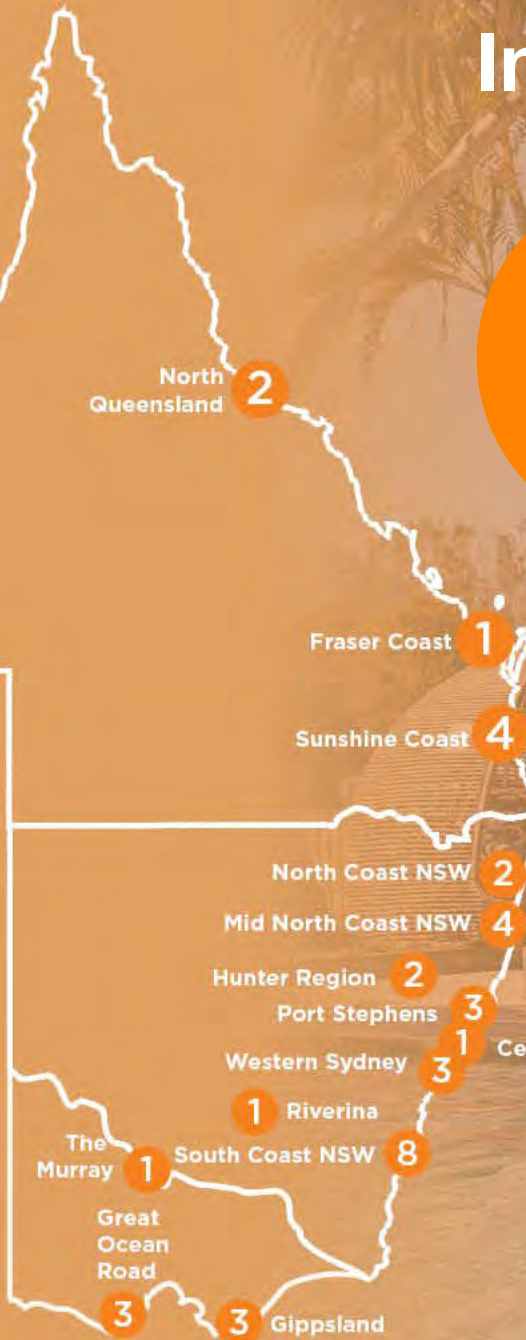 In
North
Queensland
2
Fraser Coast
1
Sunshine Coast
4
North Coast NSW
2
Mid North Coast NSW
4
Hunter Region
2
Port Stephens
3
1
Ce
Western Sydney
3
1
Riverina
The
Murray
1
South Coast NSW
8
Great
Ocean
Road
3
3
Gippsland